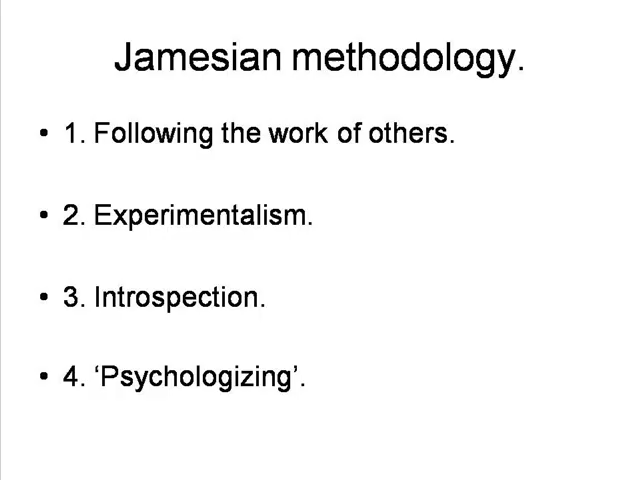 Jamesian methodology.
• 1. Following the work of others.
• 2. Experimentalism.
• 3. Introspection.
• 4. ‘Psychologizing’.